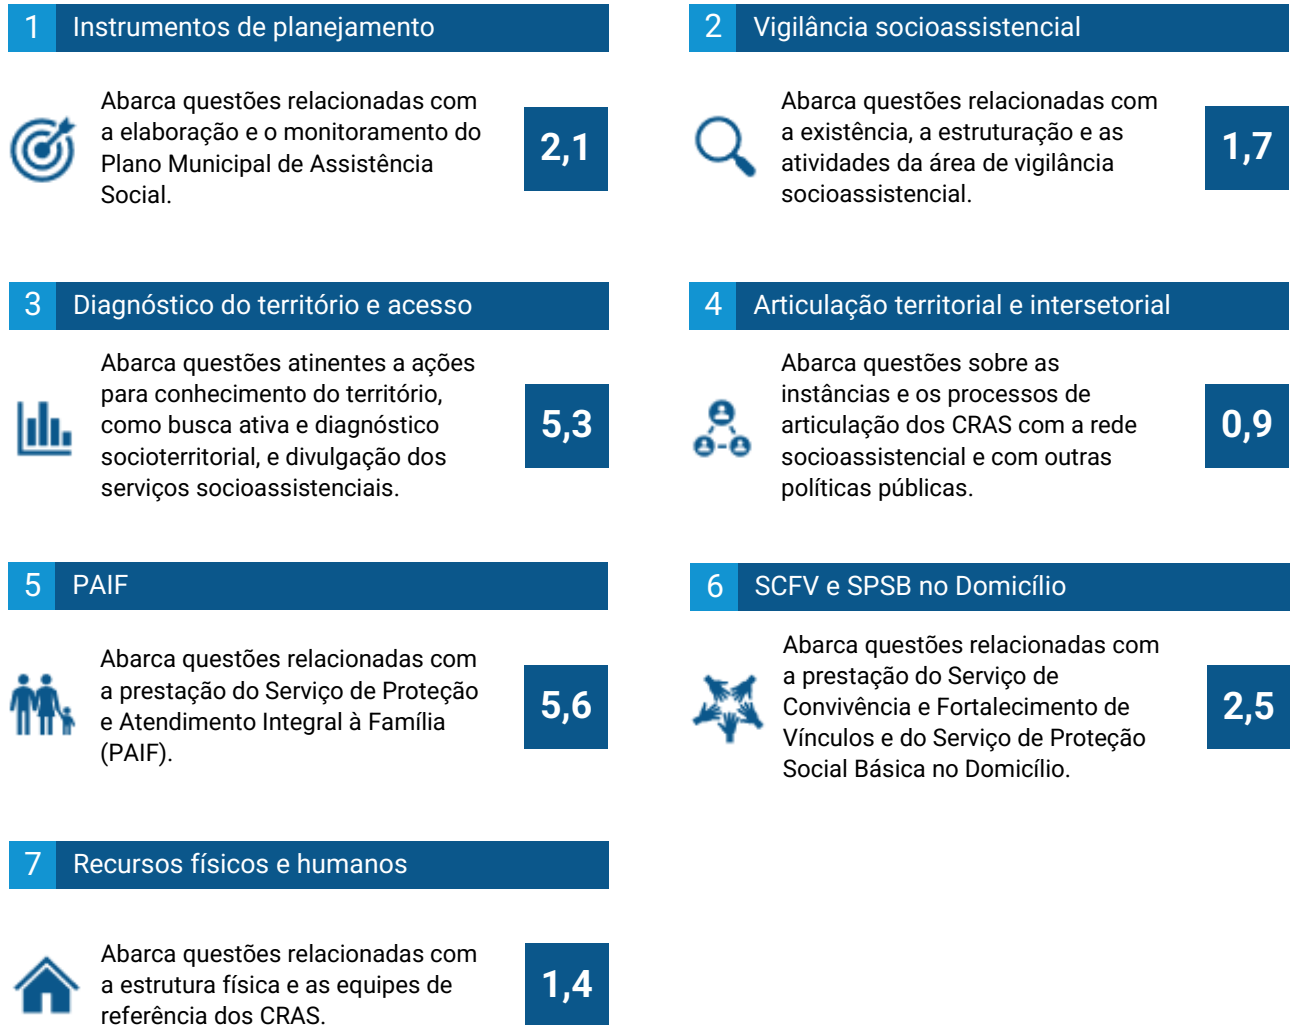 1 Instrumentos de planejamento
Abarca questões relacionadas com
a elaboração e o monitoramento do
Plano Municipal de Assistência
Social.
2,1
2 Vigilância socioassistencial
Abarca questões relacionadas com
a existência, a estruturação e as
atividades da área de vigilância
socioassistencial.
1,7
3 Diagnóstico do território e acesso
Abarca questões atinentes a ações
para conhecimento do território,
como busca ativa e diagnóstico
socioterritorial, e divulgação dos
serviços socioassistenciais.
5,3
4 Articulação territorial e intersetorial
Abarca questões sobre as
instâncias e os processos de
articulação dos CRAS com a rede
socioassistencial e com outras
políticas públicas.
0,9
5 PAIF
Abarca questões relacionadas com
a prestação do Serviço de Proteção
e Atendimento Integral à Família
(PAIF).
5,6
6 SCFV e SPSB no Domicílio
Abarca questões relacionadas com
a prestação do Serviço de
Convivência e Fortalecimento de
Vínculos e do Serviço de Proteção
Social Básica no Domicílio.
2,5
7 Recursos físicos e humanos
Abarca questões relacionadas com
a estrutura física e as equipes de
referência dos CRAS.
1,4